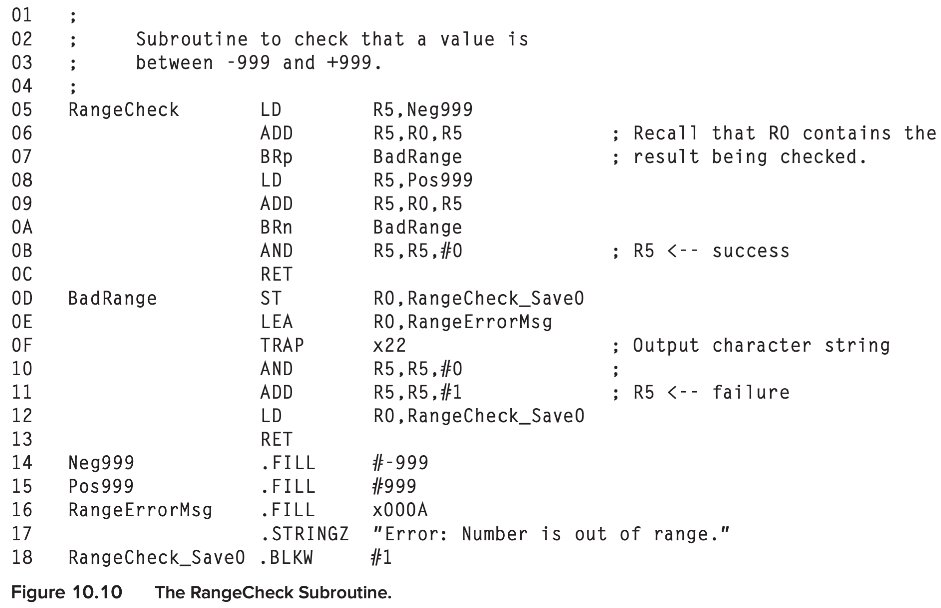 01 ;
02 ; Subroutine to check that a value is
03 ; between -999 and +999.
04 ;
05 RangeCheck LD R5,Neg999
06 ADD R5,R0,R5 ; Recall that R0 contains the
07 BRp BadRange ; result being checked.
08 LD R5,Pos999
09 ADD R5,R0,R5
0A BRn BadRange
0B AND R5,R5,#0 ; R5 <-- success
0C RET
0D BadRange ST R0,RangeCheck_Save0
0E LEA R0,RangeErrorMsg
0F TRAP x22 ; Output character string
10 AND R5,R5,#0 ;
11 ADD R5,R5,#1 ; R5 <-- failure
12 LD R0,RangeCheck_Save0
13 RET
14 Neg999 .FILL #-999
15 Pos999 .FILL #999
16 RangeErrorMsg .FILL x000A
17 .STRINGZ "Error: Number is out of range."
18 RangeCheck_Save0 .BLKW #1
Figure 10.10 The RangeCheck Subroutine.